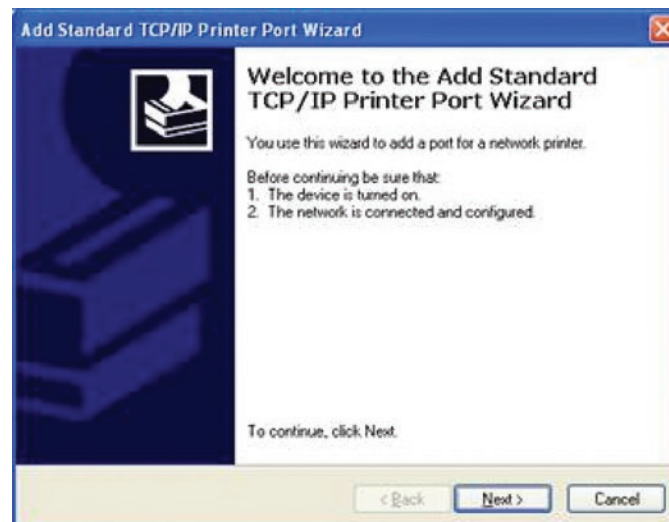 Add Standard TCP/IP Printer Port Wizard
Welcome to the Add Standard
TCP/IP Printer Port Wizard
You use this wizard to add a port for a network printer.
Before continuing be sure that:
1. The device is turned on.
2. The network is connected and configured.
To continue, click Next.
< Back Next > Cancel